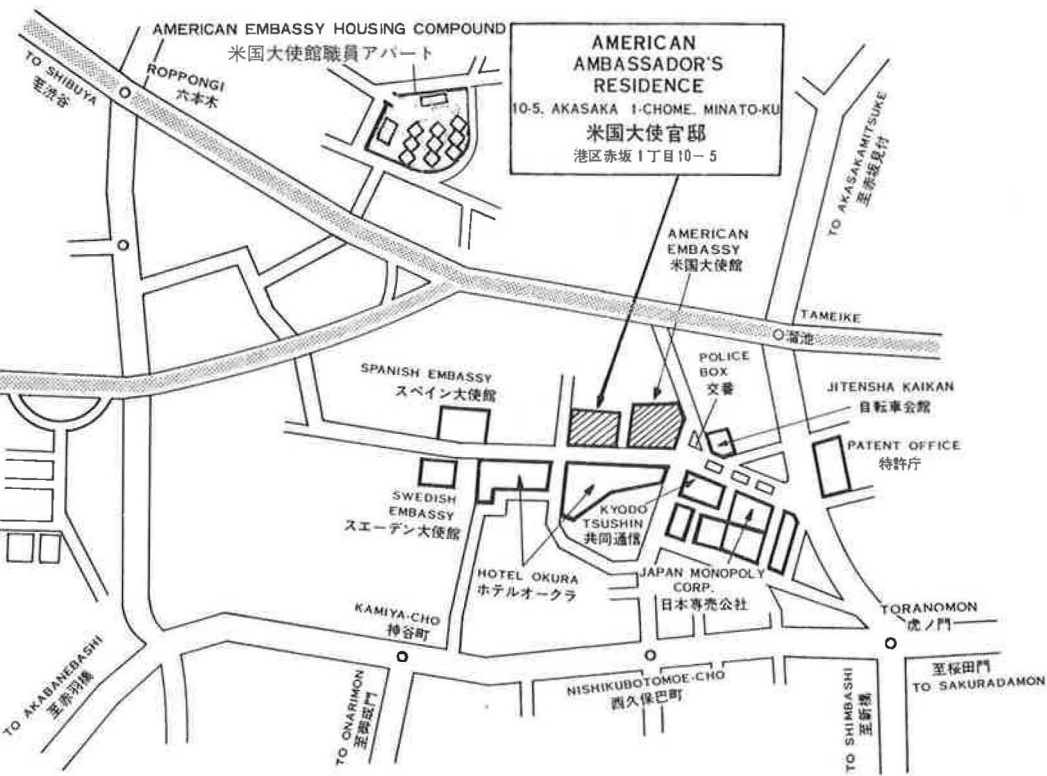 AMERICAN EMBASSY HOUSING COMPOUND
米国大使館職員アパート
AMERICAN
AMBASSADOR'S
RESIDENCE
10-5, AKASAKA 1-CHOME, MINATO-KU
米国大使官邸
港区赤坂1丁目10-5
TO SHIBUYA
至渋谷
ROPPONGI
六本木
TO AKASAKAMITSUKE
至赤坂見付
AMERICAN
EMBASSY
米国大使館
TAMEIKE
溜池
POLICE
BOX
交番
JITENSHA KAIKAN
自転車会館
SPANISH EMBASSY
スペイン大使館
PATENT OFFICE
特許庁
SWEDISH
EMBASSY
スエーデン大使館
KYODO
TSUSHIN
共同通信
HOTEL OKURA
ホテルオークラ
JAPAN MONOPOLY
CORP.
日本専売公社
KAMIYA-CHO
神谷町
TORANOMON
虎ノ門
TO AKABANEBASHI
至赤羽橋
TO ONARIMON
至御成門
NISHIKUBOTOMOE-CHO
西久保巴町
TO SHIMBASHI
至新橋
至桜田門
TO SAKURADAMON